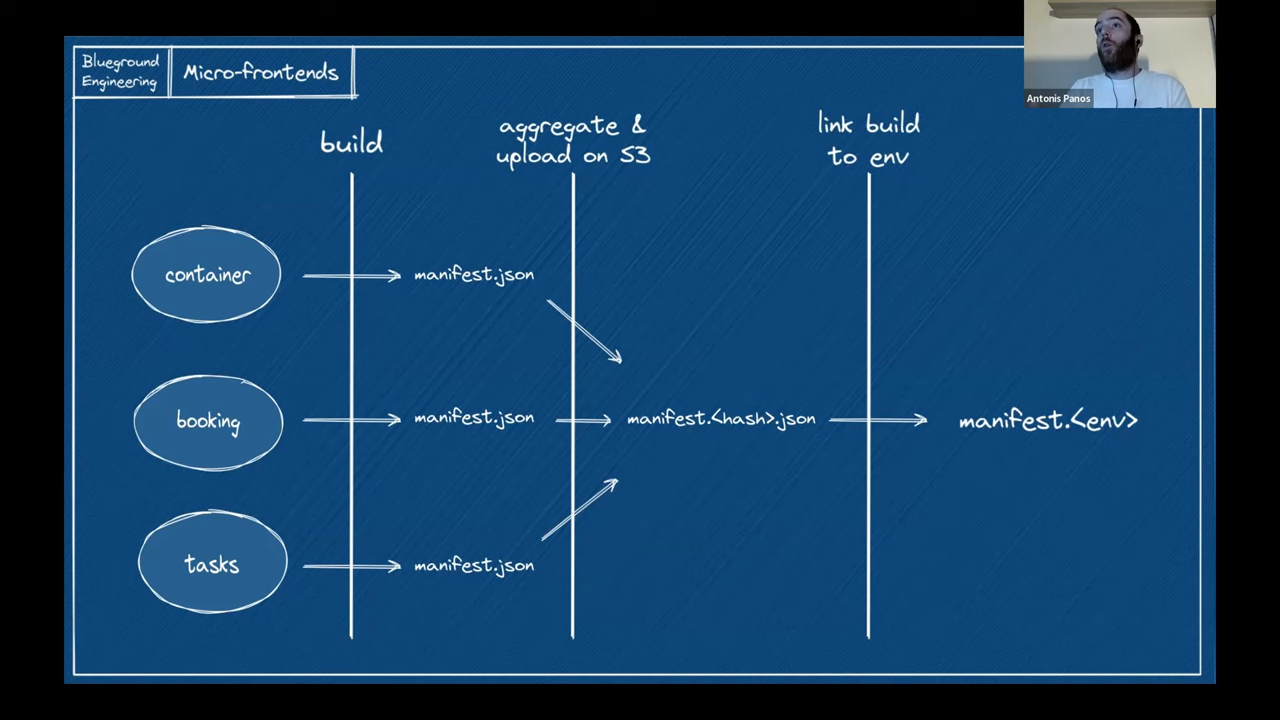 Blueground
Engineering
Micro-frontends
Antonis Panos
build
aggregate &
upload on S3
link build
to env
container
manifest.json
booking
manifest.json
manifest.<hash>.json
manifest.<env>
tasks
manifest.json